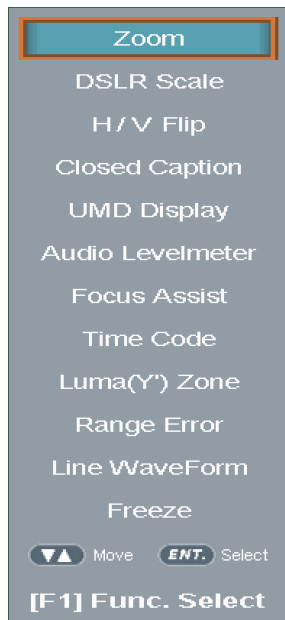 Zoom
DSLR Scale
H / V Flip
Closed Caption
UMD Display
Audio Levelmeter
Focus Assist
Time Code
Luma(Y') Zone
Range Error
Line WaveForm
Freeze
▼▲ Move ENT. Select
[F1] Func. Select